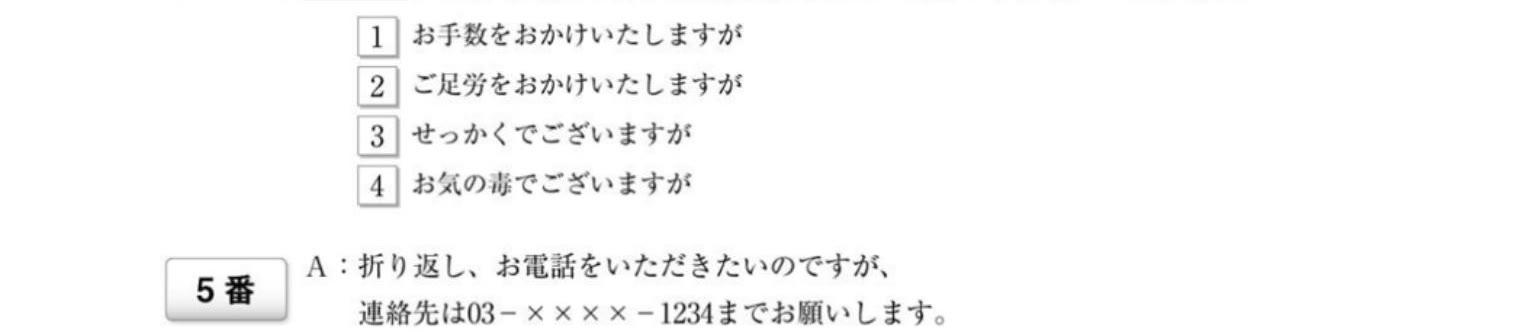 1 お手数をおかけいたしますが
2 ご足労をおかけいたしますが
3 せっかくでございますが
4 お気の毒でございますが
5番 A：折り返し、お電話をいただきたいのですが、
連絡先は03－××××－1234までお願いします。